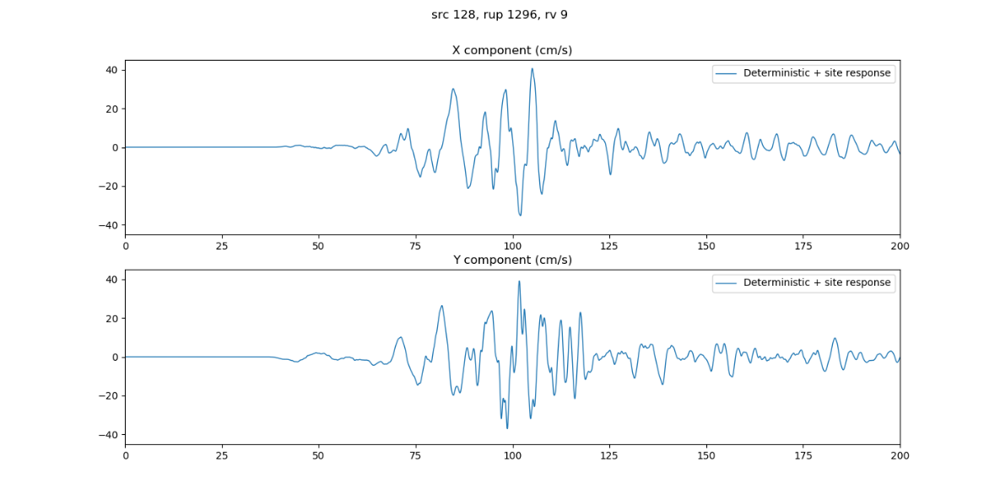 src 128, rup 1296, rv 9
X component (cm/s)
Deterministic + site response
40
20
0
−20
−40
0 25 50 75 100 125 150 175 200
Y component (cm/s)
Deterministic + site response
40
20
0
−20
−40
0 25 50 75 100 125 150 175 200